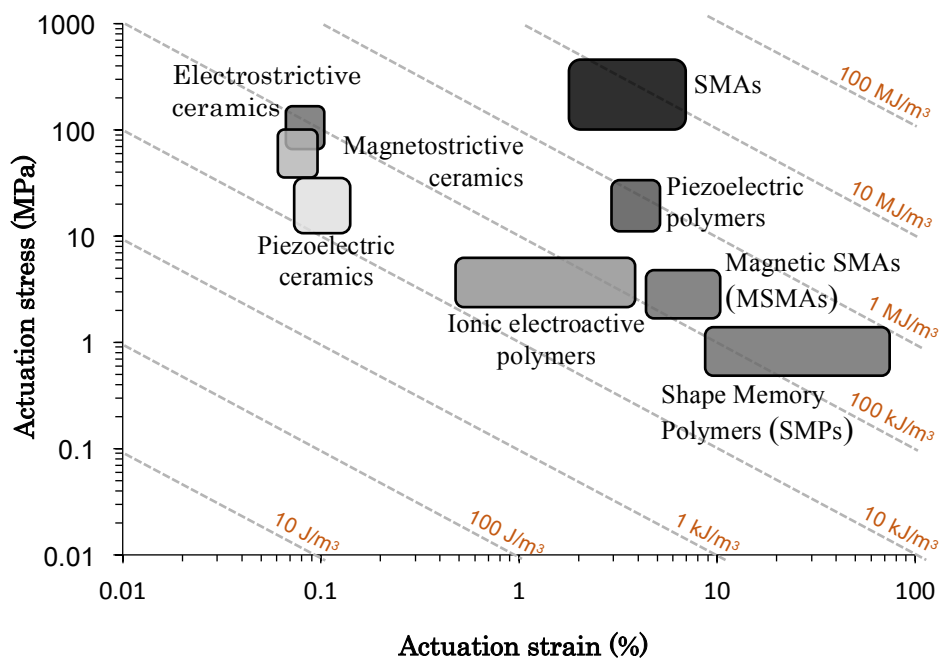 1000
100
10
1
0.1
0.01
Actuation stress (MPa)
Electrostrictive
ceramics
Magnetostrictive
ceramics
Piezoelectric
ceramics
SMAs
Piezoelectric
polymers
Magnetic SMAs
(MSMAs)
Ionic electroactive
polymers
Shape Memory
Polymers (SMPs)
100 MJ/m³
10 MJ/m³
1 MJ/m³
100 kJ/m³
10 kJ/m³
1 kJ/m³
100 J/m³
10 J/m³
0.01
0.1
1
10
100
Actuation strain (%)